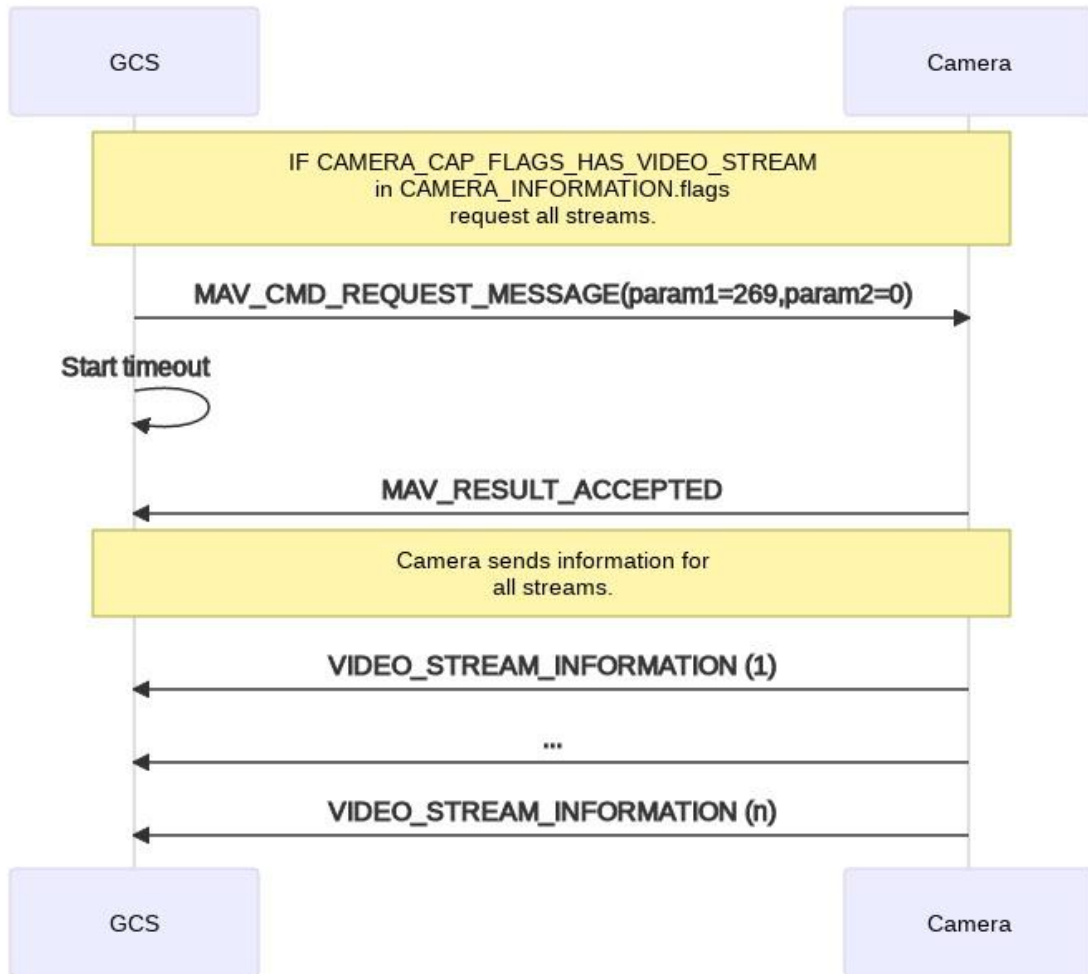 GCS
Camera
IF CAMERA_CAP_FLAGS_HAS_VIDEO_STREAM
in CAMERA_INFORMATION.flags
request all streams.
MAV_CMD_REQUEST_MESSAGE(param1=269,param2=0)
Start timeout
MAV_RESULT_ACCEPTED
Camera sends information for
all streams.
VIDEO_STREAM_INFORMATION (1)
...
VIDEO_STREAM_INFORMATION (n)
GCS
Camera